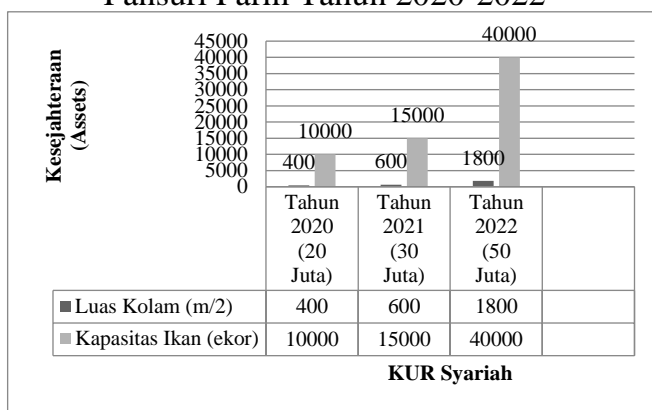 Farm Tahun 2020-2022
Kesejahteraan
(Assets)
45000
40000
35000
30000
25000
20000
15000
10000
5000
0
400
10000
600
15000
1800
40000
Tahun
2020
(20
Juta)
Tahun
2021
(30
Juta)
Tahun
2022
(50
Juta)
Luas Kolam (m/2) 400 600 1800
Kapasitas Ikan (ekor) 10000 15000 40000
KUR Syariah